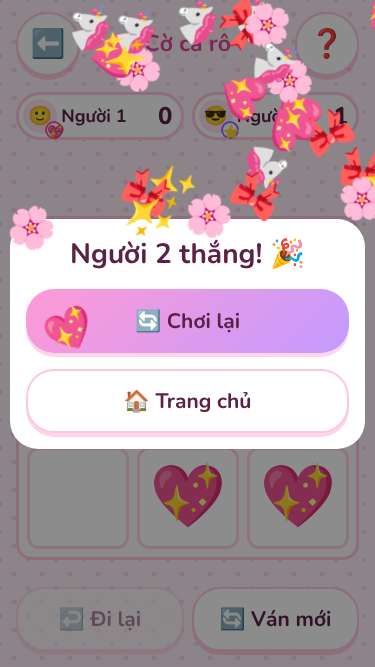 Cờ ca rô
Người 1
0
1
Người 2 thắng!
Chơi lại
Trang chủ
Đi lại
Ván mới